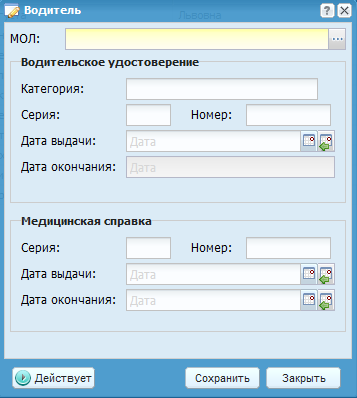 Водитель
МОЛ:
Водительское удостоверение
Категория:
Серия: Номер:
Дата выдачи: Дата
Дата окончания: Дата
Медицинская справка
Серия: Номер:
Дата выдачи: Дата
Дата окончания: Дата
Действует Сохранить Закрыть